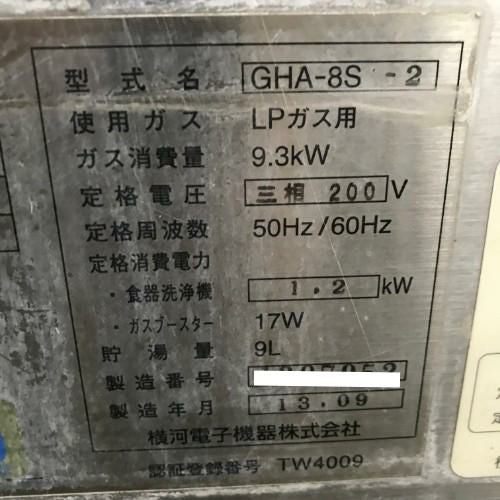 型式名 GHA-8S -2
使用ガス LPガス用
ガス消費量 9.3kW
定格電圧 三相 200 V
定格周波数 50Hz/60Hz
定格消費電力
・食器洗浄機 1.2 kW
・ガスブースター 17W
貯湯量 9L
製造番号
製造年月 13.09
横河電子機器株式会社
認証登録番号 TW4009